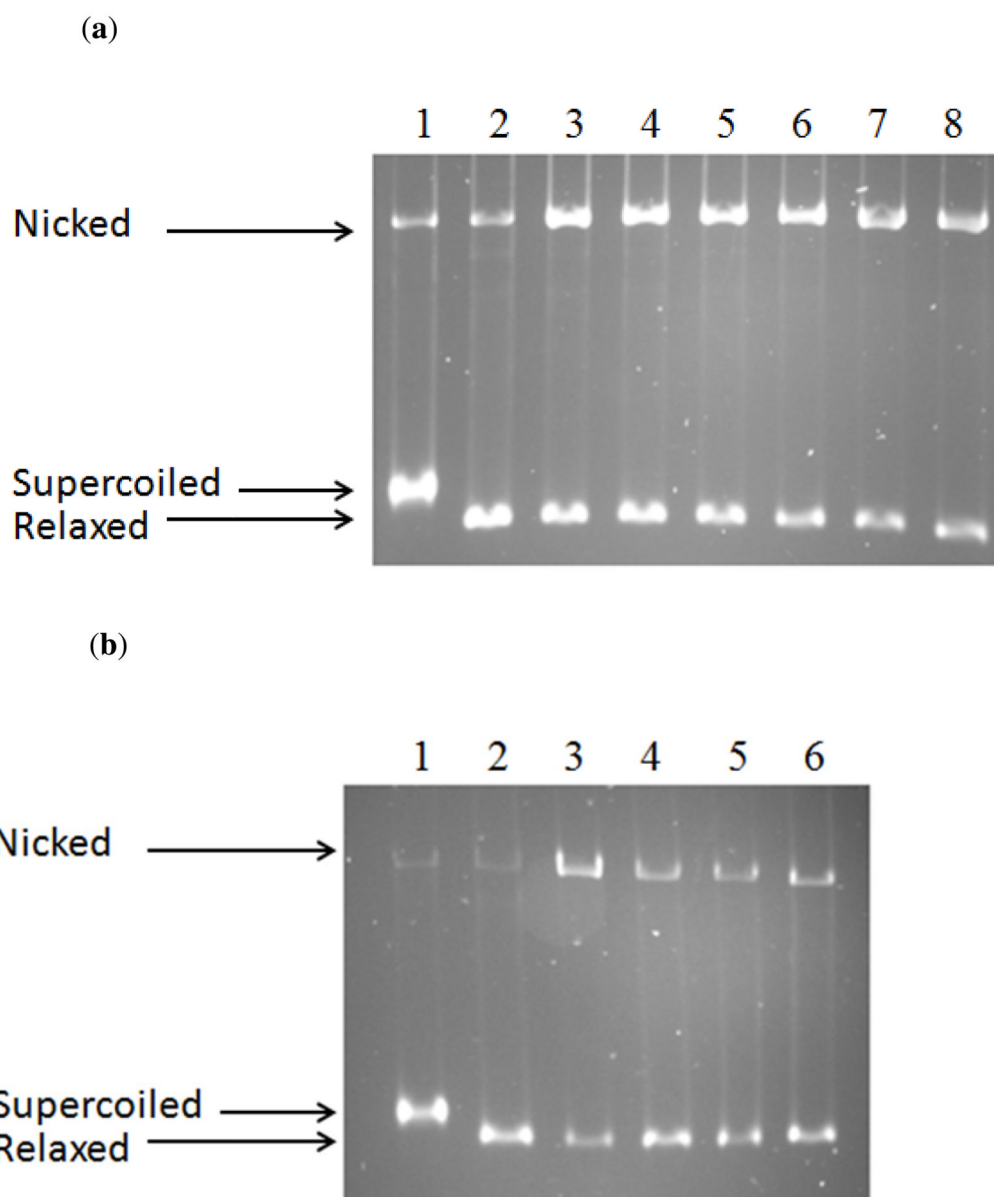 (a)
1 2 3 4 5 6 7 8
Nicked
Supercoiled
Relaxed
(b)
1 2 3 4 5 6
Nicked
Supercoiled
Relaxed